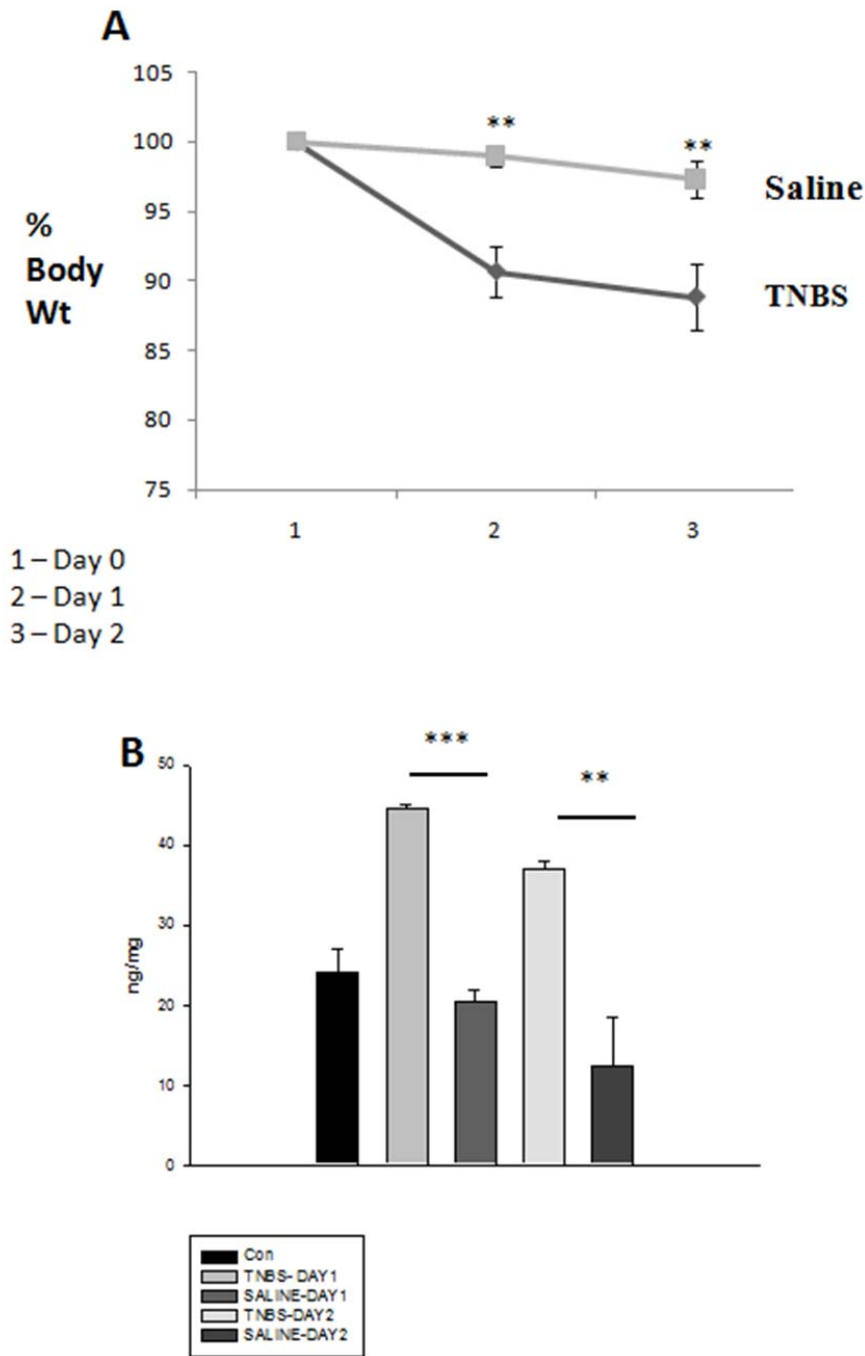 A
105
100
95
90
85
80
75
%
Body
Wt
**
**
Saline
TNBS
1
2
3
1 – Day 0
2 – Day 1
3 – Day 2
B
50
40
30
20
10
0
ng/mg
***
**
Con
TNBS- DAY1
SALINE-DAY1
TNBS-DAY2
SALINE-DAY2